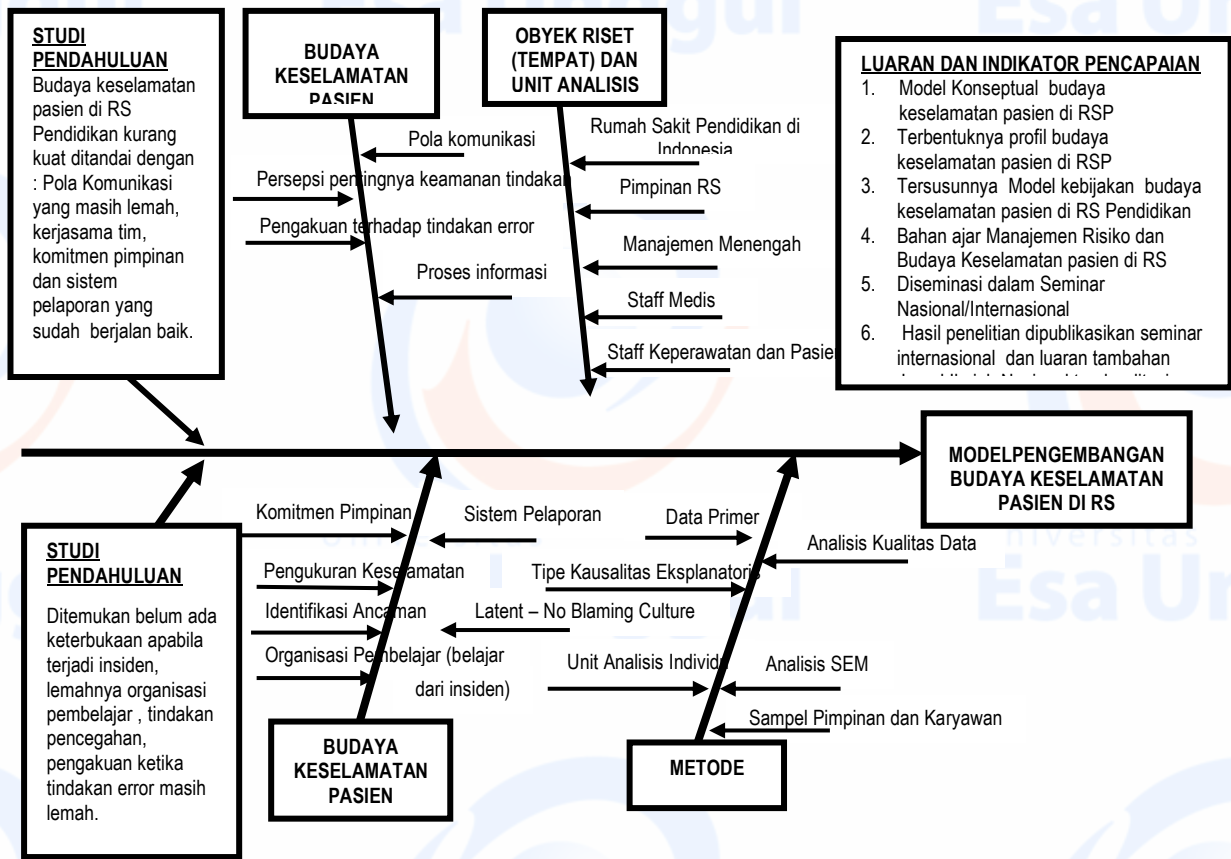 STUDI
PENDAHULUAN
Budaya keselamatan
pasien di RS
Pendidikan kurang
kuat ditandai dengan
: Pola Komunikasi
yang masih lemah,
kerjasama tim,
komitmen pimpinan
dan sistem
pelaporan yang
sudah berjalan baik.
BUDAYA
KESELAMATAN
PASIEN
Pola komunikasi
Persepsi pentingnya keamanan tindakan
Pengakuan terhadap tindakan error
Proses informasi
OBYEK RISET
(TEMPAT) DAN
UNIT ANALISIS
Rumah Sakit Pendidikan di
Indonesia
Pimpinan RS
Manajemen Menengah
Staff Medis
Staff Keperawatan dan Pasien
LUARAN DAN INDIKATOR PENCAPAIAN
1. Model Konseptual budaya
keselamatan pasien di RSP
2. Terbentuknya profil budaya
keselamatan pasien di RSP
3. Tersusunnya Model kebijakan budaya
keselamatan pasien di RS Pendidikan
4. Bahan ajar Manajemen Risiko dan
Budaya Keselamatan pasien di RS
5. Diseminasi dalam Seminar
Nasional/Internasional
6. Hasil penelitian dipublikasikan seminar
internasional dan luaran tambahan
MODELPENGEMBANGAN
BUDAYA KESELAMATAN
PASIEN DI RS
STUDI
PENDAHULUAN
Ditemukan belum ada
keterbukaan apabila
terjadi insiden,
lemahnya organisasi
pembelajar , tindakan
pencegahan,
pengakuan ketika
tindakan error masih
lemah.
Komitmen Pimpinan
Sistem Pelaporan
Pengukuran Keselamatan
Identifikasi Ancaman
Latent – No Blaming Culture
Organisasi Pembelajar (belajar
dari insiden)
BUDAYA
KESELAMATAN
PASIEN
Data Primer
Analisis Kualitas Data
Tipe Kausalitas Eksplanatoris
Unit Analisis Individu
Analisis SEM
Sampel Pimpinan dan Karyawan
METODE
Esa Un
Esa Un